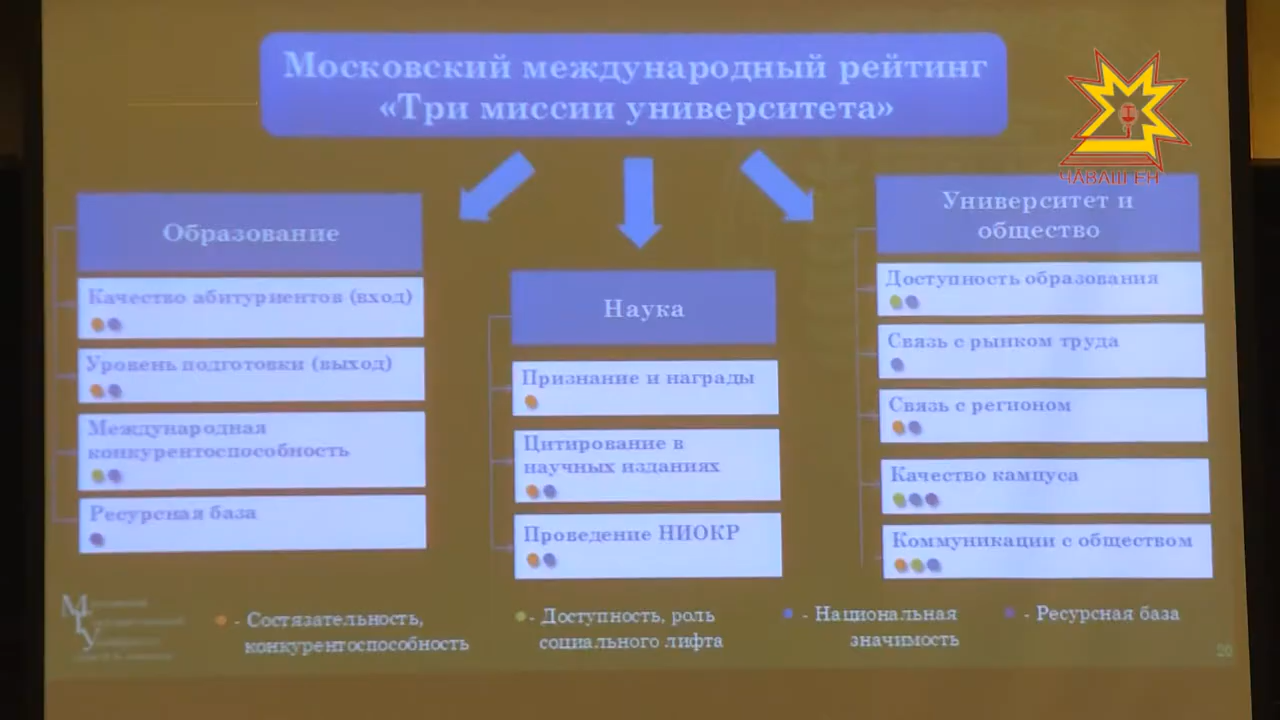 Московский международный рейтинг
«Три миссии университета»
ЧĂВАШ ЕН
Образование
Качество абитуриентов (вход)
Уровень подготовки (выход)
Международная
конкурентоспособность
Ресурсная база
Наука
Признание и награды
Цитирование в
научных изданиях
Проведение НИОКР
Университет и
общество
Доступность образования
Связь с рынком труда
Связь с регионом
Качество кампуса
Коммуникации с обществом
МГУ
- Состязательность,
конкурентоспособность
- Доступность, роль
социального лифта
- Национальная
значимость
- Ресурсная база
20